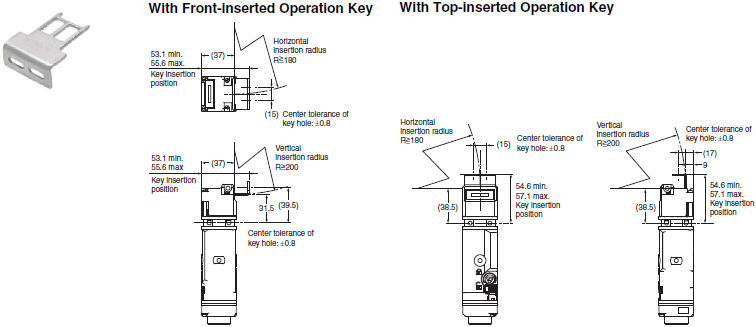 With Front-inserted Operation Key
With Top-inserted Operation Key
53.1 min.
55.6 max.
Key insertion
position
(37)
Horizontal
insertion radius
R≧180
(15)
Center tolerance of
key hole: ±0.8
53.1 min.
55.6 max
Key insertion
position
(37)
Vertical
insertion radius
R≧200
31.5
(39.5)
Center tolerance of
key hole: ±0.8
Horizontal
insertion radius
R≧180
(15)
Center tolerance of
key hole: ±0.8
(38.5)
54.6 min.
57.1 max.
Key insertion
position
Vertical
insertion radius
R≧200
Center tolerance of
key hole: ±0.8
(17)
9
(38.5)
54.6 min.
57.1 max.
Key insertion
position